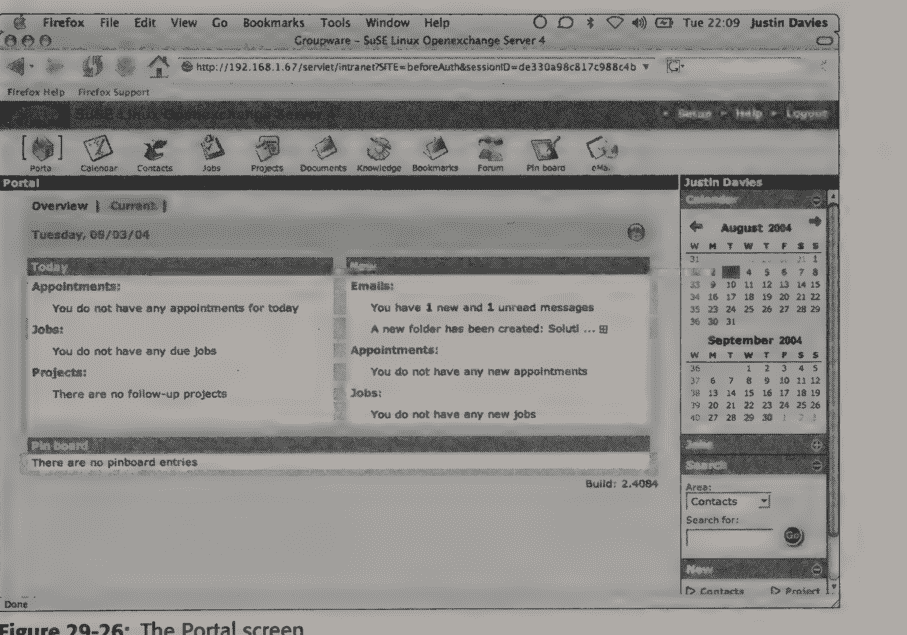 Firefox File Edit View Go Bookmarks Tools Window Help Tue 22:09 Justin Davies
Groupware – SuSE Linux Openexchange Server 4
http://192.168.1.67/servlet/intranet?SITE=beforeAuth&sessionID=de330a98c817c988c4b
Firefox Help Firefox Support
SuSE Linux Openexchange Server Setup Help Logout
Portal Calendar Contacts Jobs Projects Documents Knowledge Bookmarks Forum Pin board eMail
Portal
Overview | Current |
Tuesday, 08/03/04
Today
Appointments:
You do not have any appointments for today
Jobs:
You do not have any due jobs
Projects:
There are no follow-up projects
New
Emails:
You have 1 new and 1 unread messages
A new folder has been created: Soluti ...
Appointments:
You do not have any new appointments
Jobs:
You do not have any new jobs
Pin board
There are no pinboard entries
Build: 2.4084
Justin Davies
Calendar
August 2004
W M T W T F S S
31 1
4 5 6 7 8
33 9 10 11 12 13 14 15
34 16 17 18 19 20 21 22
35 23 24 25 26 27 28 29
36 30 31
September 2004
W M T W T F S S
36 1 2 3 4 5
37 6 7 8 9 10 11 12
38 13 14 15 16 17 18 19
39 20 21 22 23 24 25 26
40 27 28 29 30 1 2 3
Jobs
Search
Area:
Contacts
Search for:
Go
New
Contacts Project
Done
Figure 29-26: The Portal screen